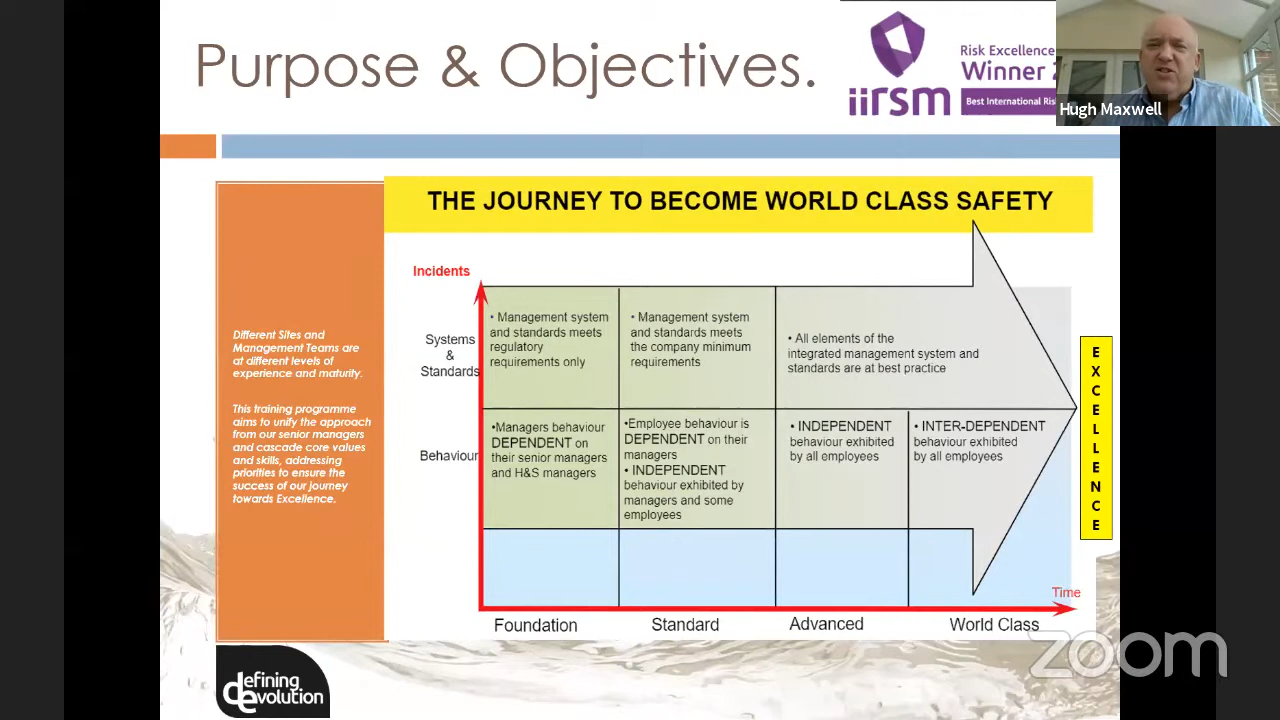 Purpose & Objectives.
iirsm
Risk Excellence
Winner
Best International
Hugh Maxwell
THE JOURNEY TO BECOME WORLD CLASS SAFETY
Different Sites and
Management Teams are
at different levels of
experience and maturity.
This training programme
aims to unify the approach
from our senior managers
and cascade core values
and skills, addressing
priorities to ensure the
success of our journey
towards Excellence.
Incidents
Systems
&
Standards
• Management system
and standards meets
regulatory
requirements only
• Management system
and standards meets
the company minimum
requirements
• All elements of the
integrated management system and
standards are at best practice
Behaviour
•Managers behaviour
DEPENDENT on
their senior managers
and H&S managers
•Employee behaviour is
DEPENDENT on their
managers
• INDEPENDENT
behaviour exhibited by
managers and some
employees
• INDEPENDENT
behaviour exhibited
by all employees
• INTER-DEPENDENT
behaviour exhibited
by all employees
EXCELLENCE
Time
Foundation
Standard
Advanced
World Class
defining
evolution
zoom